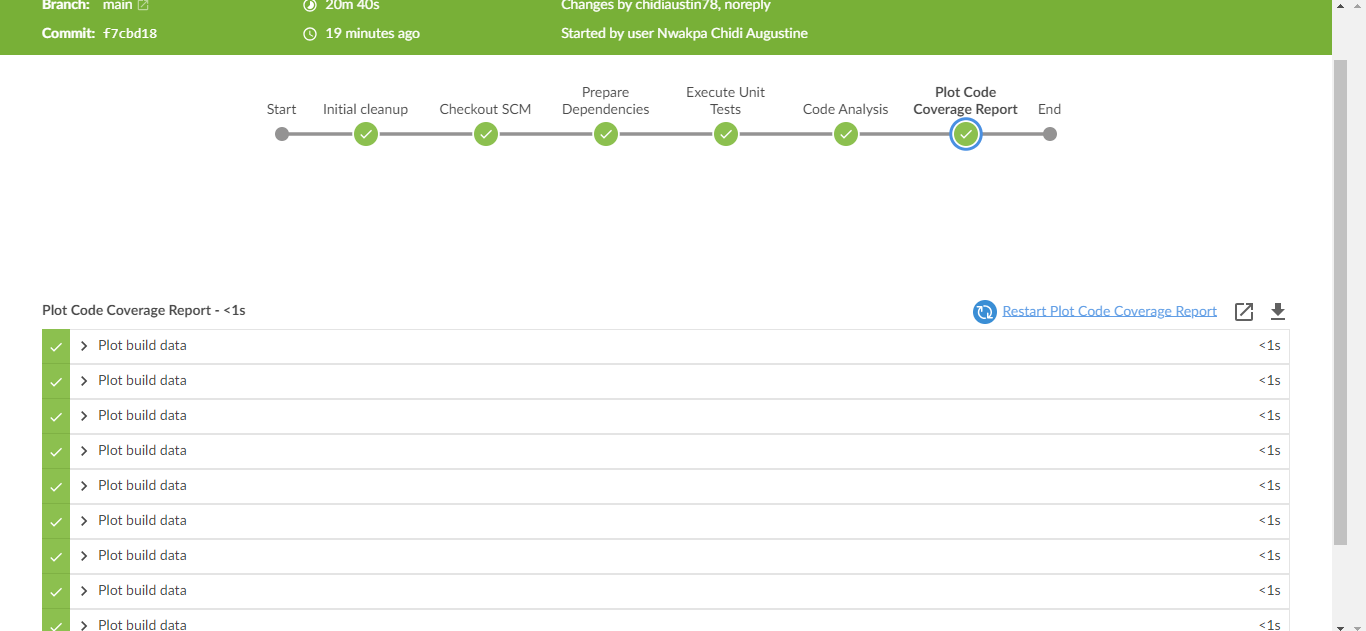 Branch: main 20m 40s Changes by chidiaustin78, noreply
Commit: f7cbd18 19 minutes ago Started by user Nwakpa Chidi Augustine
Start
Initial cleanup
Checkout SCM
Prepare
Dependencies
Execute Unit
Tests
Code Analysis
Plot Code
Coverage Report
End
Plot Code Coverage Report - <1s
Restart Plot Code Coverage Report
Plot build data <1s
Plot build data <1s
Plot build data <1s
Plot build data <1s
Plot build data <1s
Plot build data <1s
Plot build data <1s
Plot build data <1s
Plot build data <1s